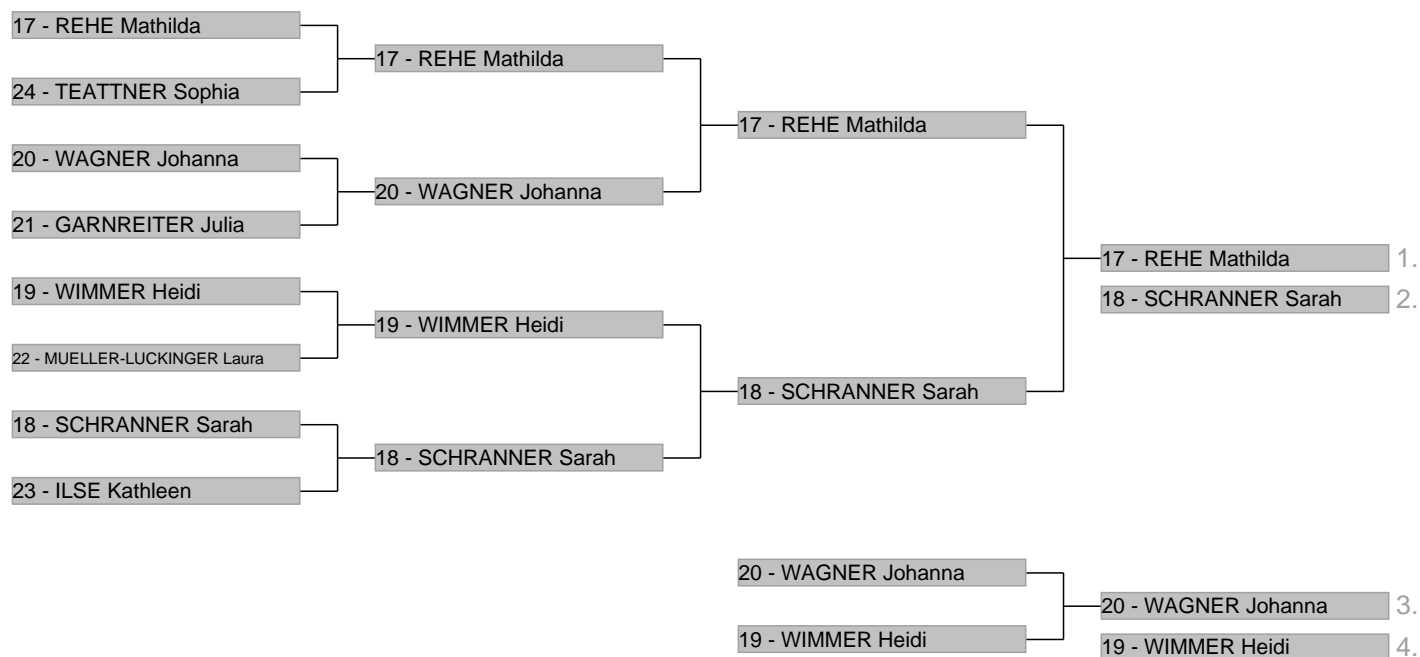 17 - REHE Mathilda
24 - TEATTNER Sophia
20 - WAGNER Johanna
21 - GARNREITER Julia
19 - WIMMER Heidi
22 - MUELLER-LUCKINGER Laura
18 - SCHRANNER Sarah
23 - ILSE Kathleen
17 - REHE Mathilda
20 - WAGNER Johanna
19 - WIMMER Heidi
18 - SCHRANNER Sarah
17 - REHE Mathilda
18 - SCHRANNER Sarah
17 - REHE Mathilda 1.
18 - SCHRANNER Sarah 2.
20 - WAGNER Johanna
19 - WIMMER Heidi
20 - WAGNER Johanna 3.
19 - WIMMER Heidi 4.